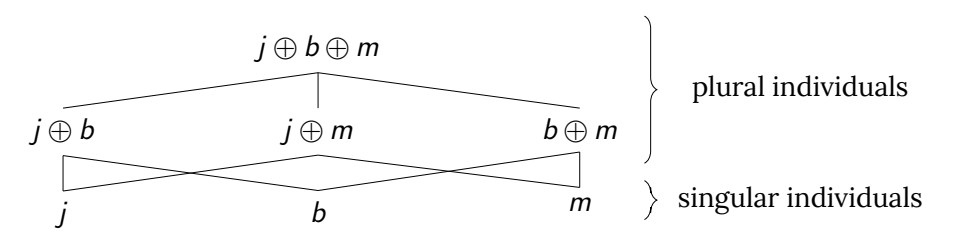 j ⊕ b ⊕ m
plural individuals
j ⊕ b j ⊕ m b ⊕ m
j b m
singular individuals